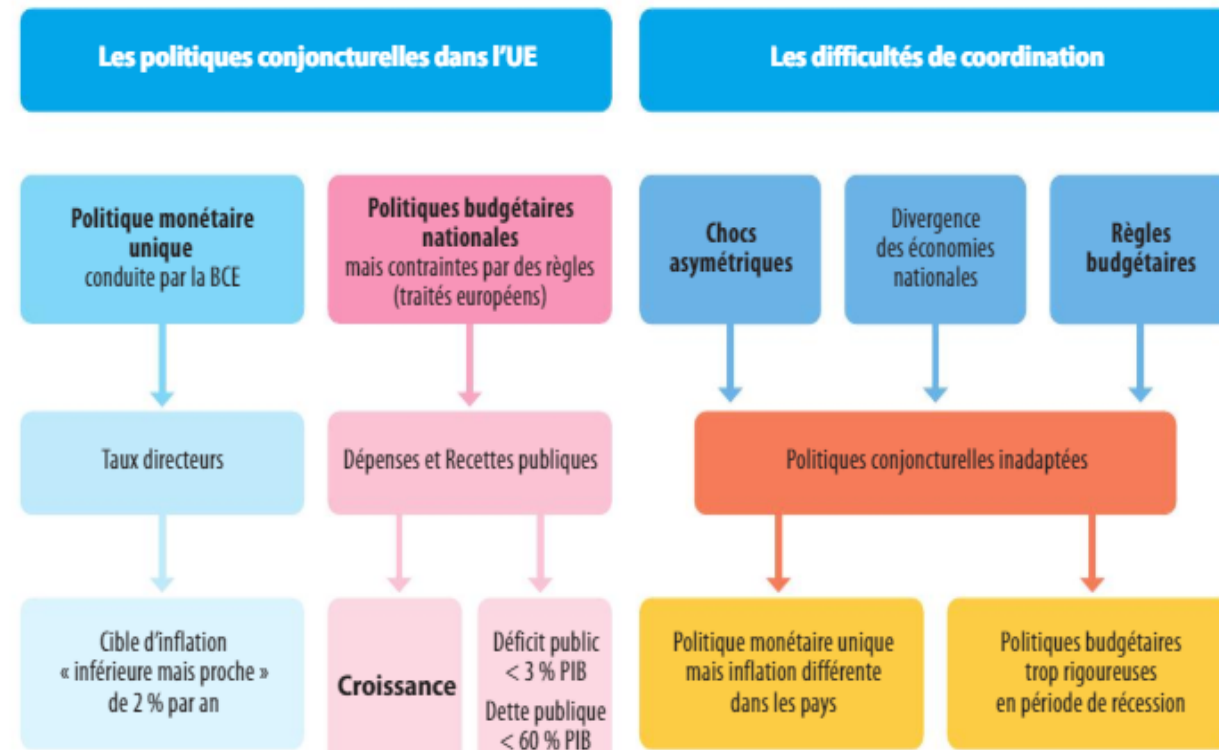 Les politiques conjoncturelles dans l'UE
Les difficultés de coordination
Politique monétaire
unique
conduite par la BCE
Politiques budgétaires
nationales
mais contraintes par des règles
(traités européens)
Chocs
asymétriques
Divergence
des économies
nationales
Règles
budgétaires
Taux directeurs
Dépenses et Recettes publiques
Politiques conjoncturelles inadaptées
Cible d'inflation
« inférieure mais proche »
de 2 % par an
Croissance
Déficit public
< 3 % PIB
Dette publique
< 60 % PIB
Politique monétaire unique
mais inflation différente
dans les pays
Politiques budgétaires
trop rigoureuses
en période de récession